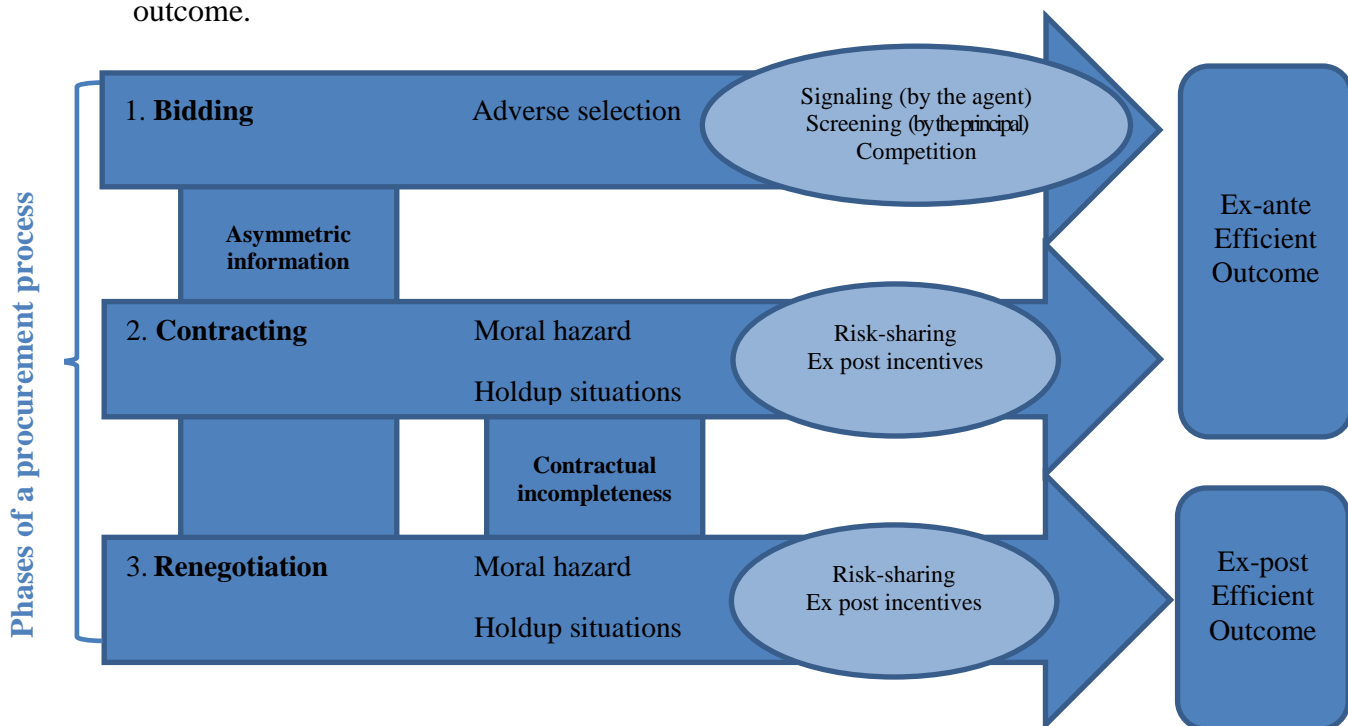 outcome.
Phases of a procurement process
1. Bidding
Adverse selection
Signaling (by the agent)
Screening (by the principal)
Competition
Asymmetric
information
2. Contracting
Moral hazard
Holdup situations
Risk-sharing
Ex post incentives
Contractual
incompleteness
3. Renegotiation
Moral hazard
Holdup situations
Risk-sharing
Ex post incentives
Ex-ante
Efficient
Outcome
Ex-post
Efficient
Outcome